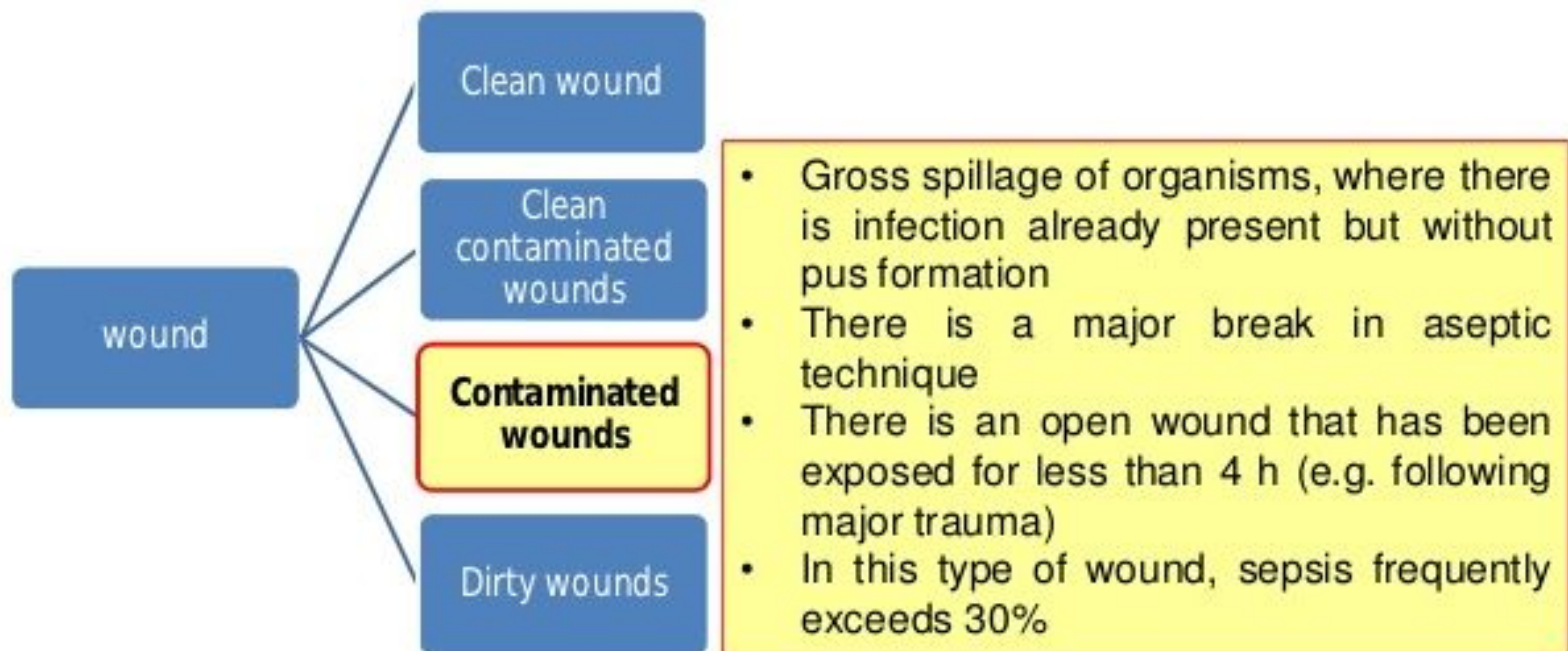 Clean wound
Clean
contaminated
wounds
wound
Contaminated
wounds
Dirty wounds
• Gross spillage of organisms, where there
is infection already present but without
pus formation
• There is a major break in aseptic
technique
• There is an open wound that has been
exposed for less than 4 h (e.g. following
major trauma)
• In this type of wound, sepsis frequently
exceeds 30%